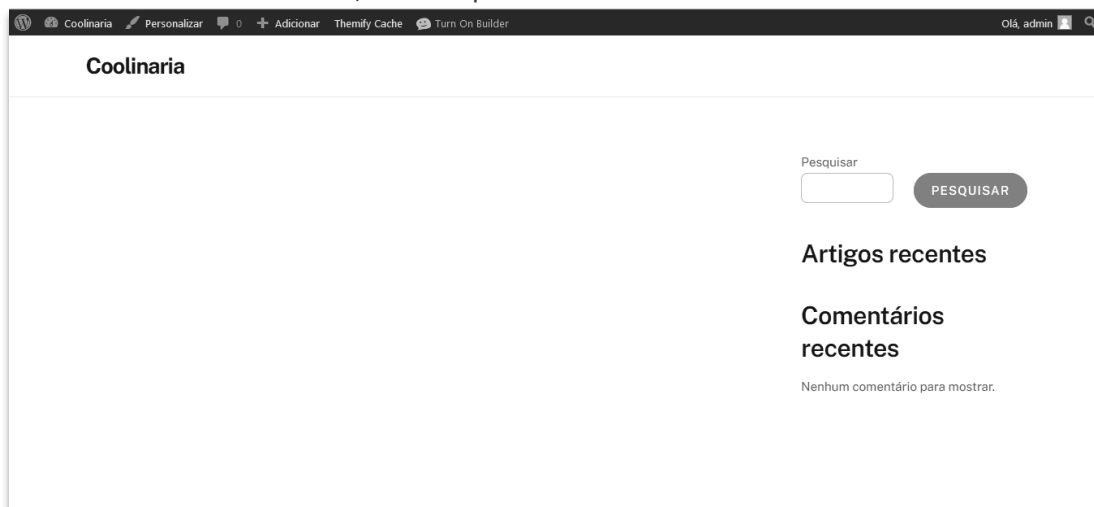 Coolinaria Personalizar 0 Adicionar Themify Cache Turn On Builder Olá, admin
Coolinaria
Pesquisar
PESQUISAR
Artigos recentes
Comentários
recentes
Nenhum comentário para mostrar.